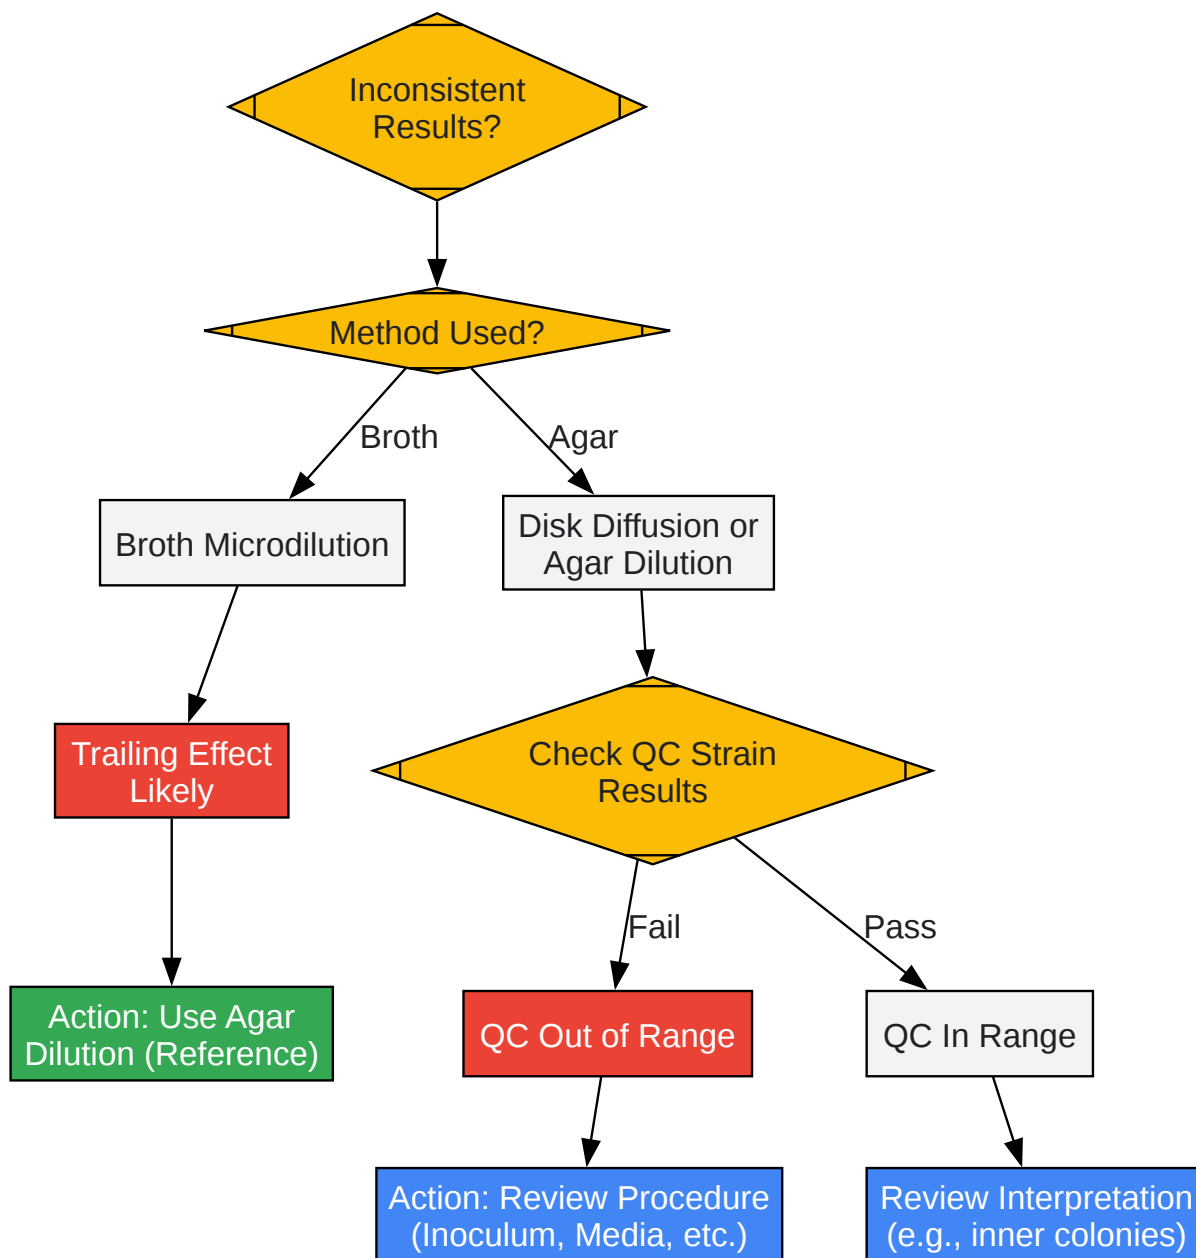 Inconsistent
Results?
Method Used?
Broth
Agar
Broth Microdilution
Disk Diffusion or
Agar Dilution
Trailing Effect
Likely
Check QC Strain
Results
Fail
Pass
Action: Use Agar
Dilution (Reference)
QC Out of Range
QC In Range
Action: Review Procedure
(Inoculum, Media, etc.)
Review Interpretation
(e.g., inner colonies)